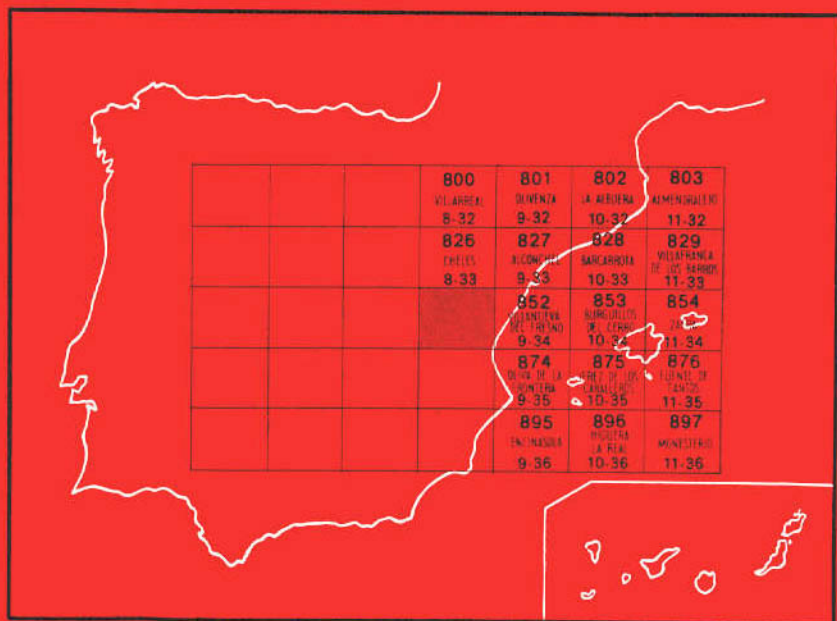 800 801 802 803
VILLARREAL OLIVENZA LA ALBUERA ALMENDRALEJO
8-32 9-32 10-32 11-32
826 827 828 829
CHELES ALCONCHEL BARCARROTA VILLAFRANCA
DE LOS BARROS
8-33 9-33 10-33 11-33
852 853 854
VILLANUEVA BURGUILLOS
DEL FRESNO DEL CERRO
9-34 10-34 11-34
874 875 876
OLIVA DE LA JEREZ DE LOS FUENTE DE
FRONTERA CABALLEROS CANTOS
9-35 10-35 11-35
895 896 897
ENCINASOLA HIGUERA MONESTERIO
LA REAL
9-36 10-36 11-36